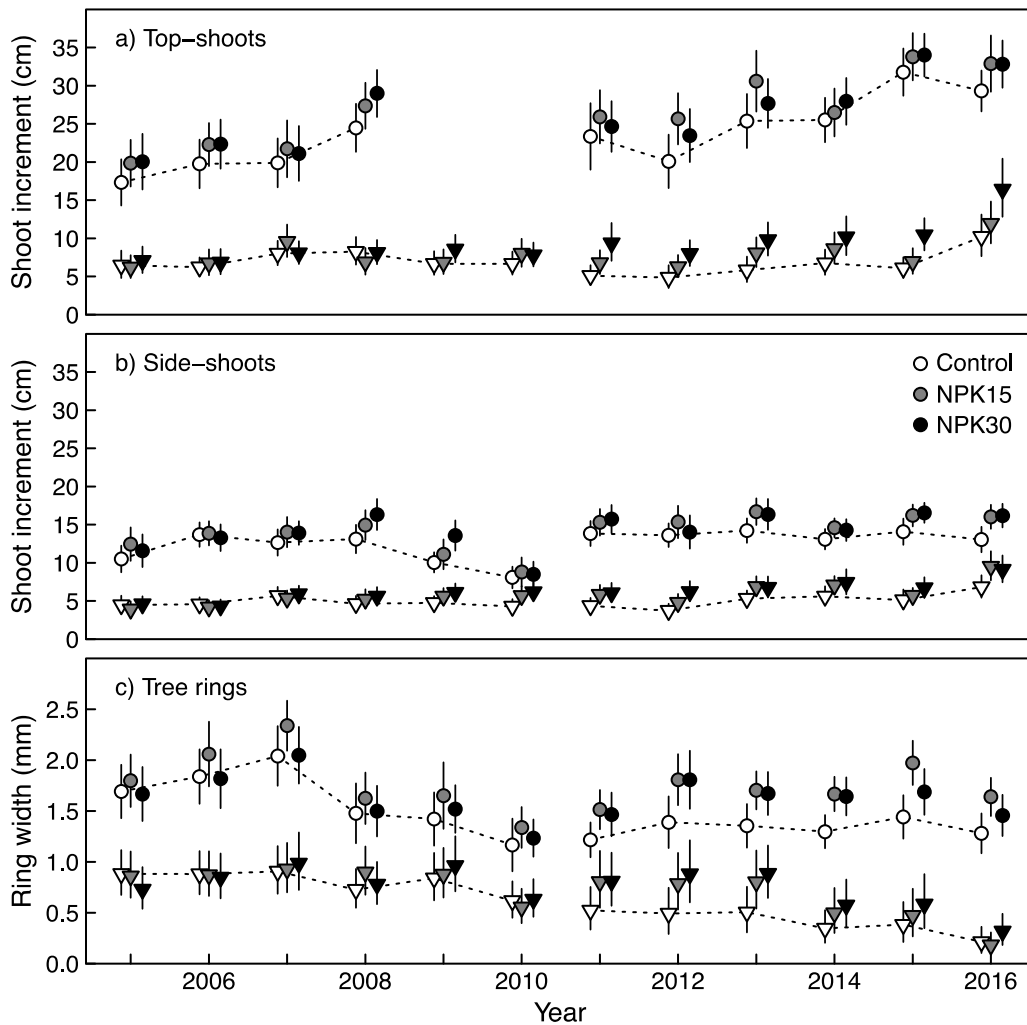 a) Top−shoots
Shoot increment (cm)
35
30
25
20
15
10
5
0
b) Side−shoots
Control
NPK15
NPK30
Shoot increment (cm)
35
30
25
20
15
10
5
0
c) Tree rings
Ring width (mm)
2.5
2.0
1.5
1.0
0.5
0.0
2006 2008 2010 2012 2014 2016
Year